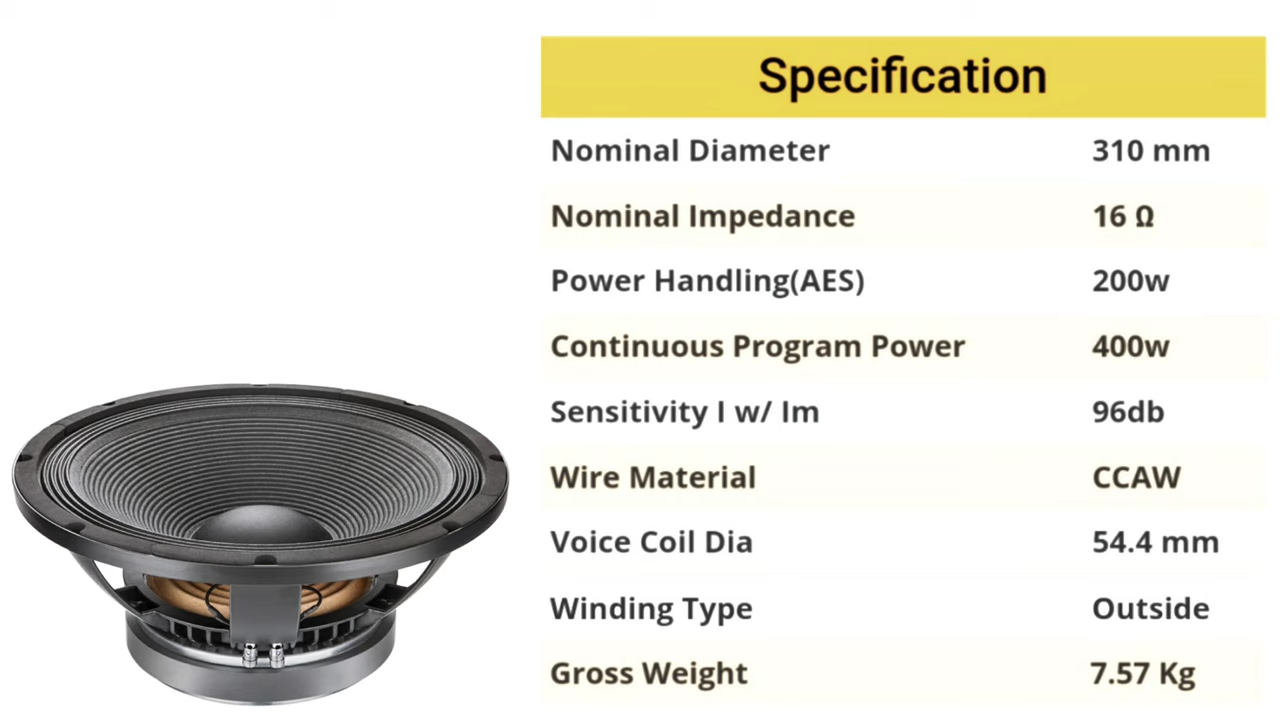 Specification
Nominal Diameter 310 mm
Nominal Impedance 16 Ω
Power Handling(AES) 200w
Continuous Program Power 400w
Sensitivity I w/ Im 96db
Wire Material CCAW
Voice Coil Dia 54.4 mm
Winding Type Outside
Gross Weight 7.57 Kg